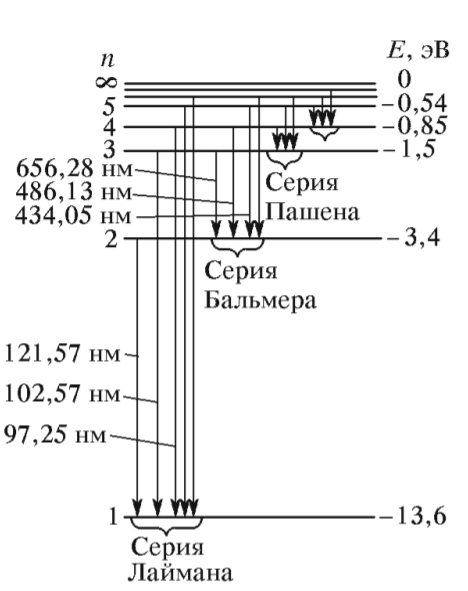 n
E, эВ
∞
0
5
−0,54
4
−0,85
3
−1,5
656,28 нм
486,13 нм
434,05 нм
Серия
Пашена
2
−3,4
Серия
Бальмера
121,57 нм
102,57 нм
97,25 нм
1
−13,6
Серия
Лаймана